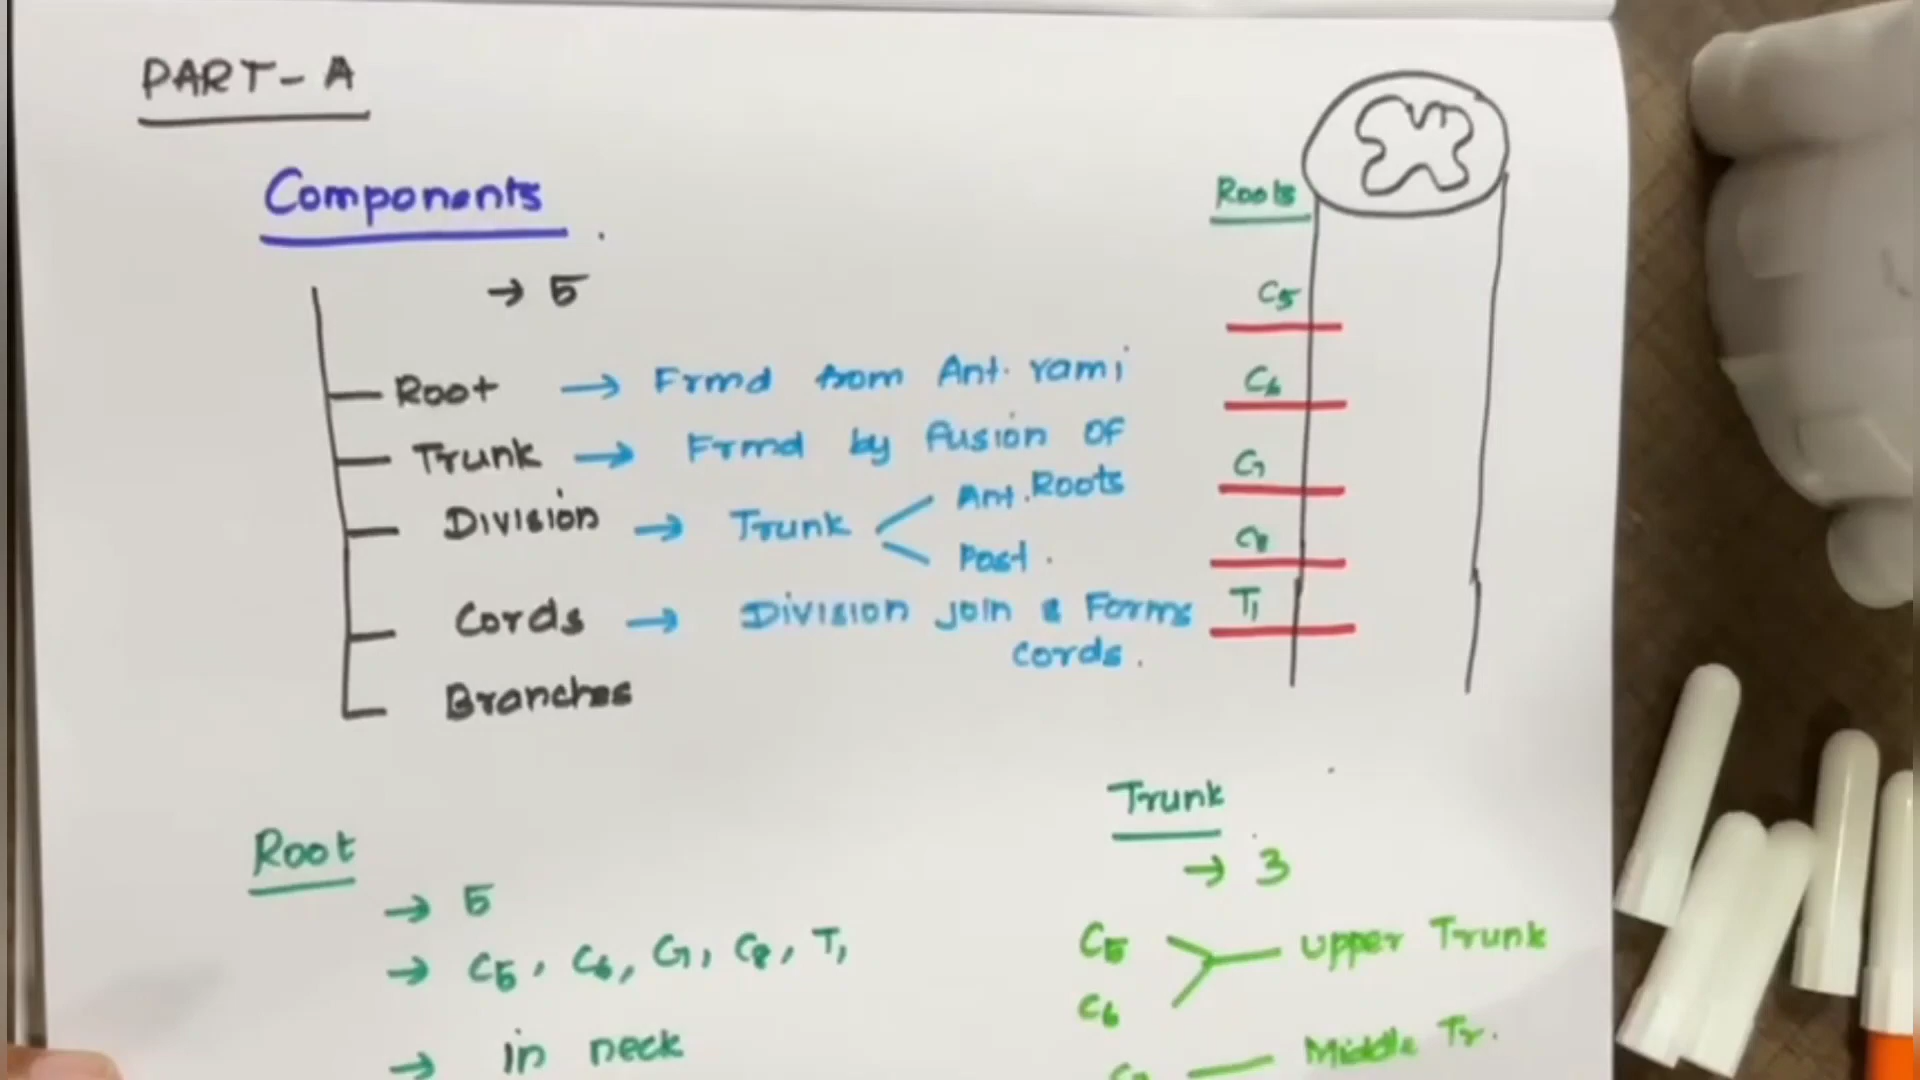 PART - A
Components
→ 5
Root → Frmd from Ant. rami
Trunk → Frmd by fusion of Roots
Division → Trunk Ant.
Post.
Cords → Division join & Forms cords.
Branches
Roots
C5
C6
C7
C8
T1
Root
→ 5
→ C5, C6, C7, C8, T1
→ in neck
Trunk
→ 3
C5
C6
Upper Trunk
C7 Middle Tr.